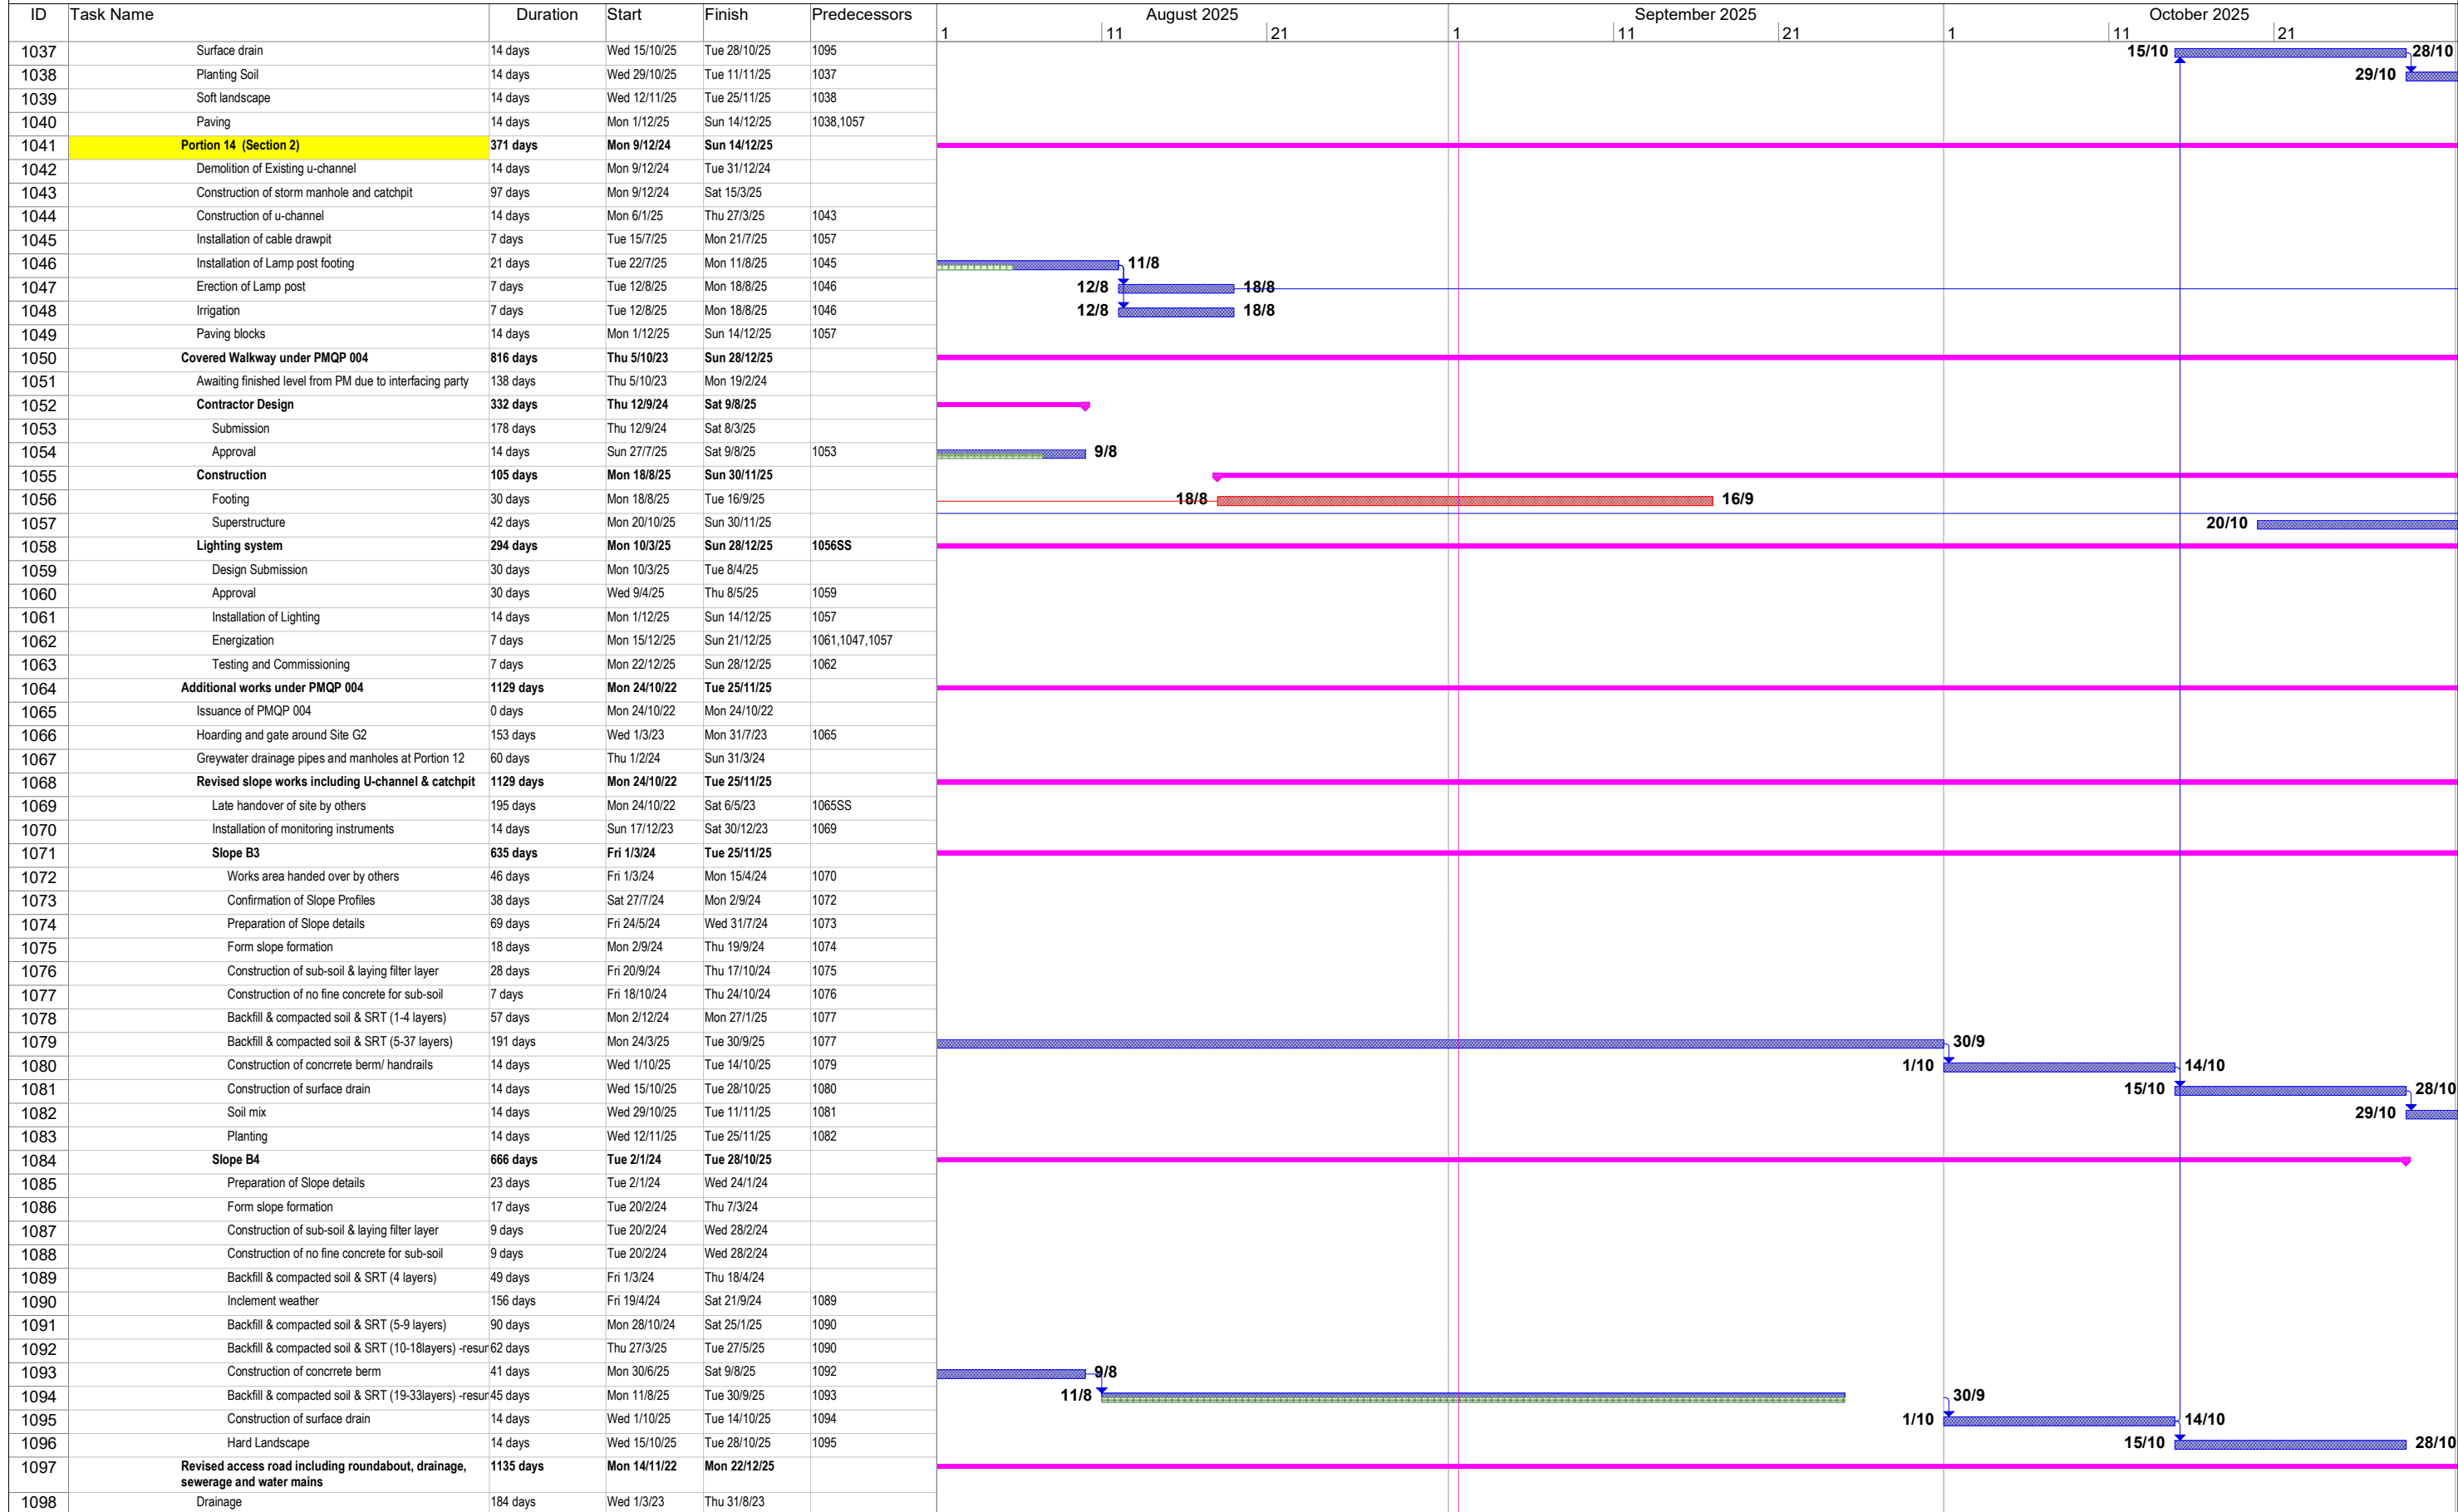 ID Task Name Duration Start Finish Predecessors August 2025 September 2025 October 2025
1 11 21 1 11 21 1 11 21
1037 Surface drain 14 days Wed 15/10/25 Tue 28/10/25 1095 15/10 28/10
1038 Planting Soil 14 days Wed 29/10/25 Tue 11/11/25 1037 29/10
1039 Soft landscape 14 days Wed 12/11/25 Tue 25/11/25 1038
1040 Paving 14 days Mon 1/12/25 Sun 14/12/25 1038,1057
1041 Portion 14 (Section 2) 371 days Mon 9/12/24 Sun 14/12/25
1042 Demolition of Existing u-channel 14 days Mon 9/12/24 Tue 31/12/24
1043 Construction of storm manhole and catchpit 97 days Mon 9/12/24 Sat 15/3/25
1044 Construction of u-channel 14 days Mon 6/1/25 Thu 27/3/25 1043
1045 Installation of cable drawpit 7 days Tue 15/7/25 Mon 21/7/25 1057
1046 Installation of Lamp post footing 21 days Tue 22/7/25 Mon 11/8/25 1045 11/8
1047 Erection of Lamp post 7 days Tue 12/8/25 Mon 18/8/25 1046 12/8 18/8
1048 Irrigation 7 days Tue 12/8/25 Mon 18/8/25 1046 12/8 18/8
1049 Paving blocks 14 days Mon 1/12/25 Sun 14/12/25 1057
1050 Covered Walkway under PMQP 004 816 days Thu 5/10/23 Sun 28/12/25
1051 Awaiting finished level from PM due to interfacing party 138 days Thu 5/10/23 Mon 19/2/24
1052 Contractor Design 332 days Thu 12/9/24 Sat 9/8/25
1053 Submission 178 days Thu 12/9/24 Sat 8/3/25
1054 Approval 14 days Sun 27/7/25 Sat 9/8/25 1053 9/8
1055 Construction 105 days Mon 18/8/25 Sun 30/11/25
1056 Footing 30 days Mon 18/8/25 Tue 16/9/25 18/8 16/9
1057 Superstructure 42 days Mon 20/10/25 Sun 30/11/25 20/10
1058 Lighting system 294 days Mon 10/3/25 Sun 28/12/25 1056SS
1059 Design Submission 30 days Mon 10/3/25 Tue 8/4/25
1060 Approval 30 days Wed 9/4/25 Thu 8/5/25 1059
1061 Installation of Lighting 14 days Mon 1/12/25 Sun 14/12/25 1057
1062 Energization 7 days Mon 15/12/25 Sun 21/12/25 1061,1047,1057
1063 Testing and Commissioning 7 days Mon 22/12/25 Sun 28/12/25 1062
1064 Additional works under PMQP 004 1129 days Mon 24/10/22 Tue 25/11/25
1065 Issuance of PMQP 004 0 days Mon 24/10/22 Mon 24/10/22
1066 Hoarding and gate around Site G2 153 days Wed 1/3/23 Mon 31/7/23 1065
1067 Greywater drainage pipes and manholes at Portion 12 60 days Thu 1/2/24 Sun 31/3/24
1068 Revised slope works including U-channel & catchpit 1129 days Mon 24/10/22 Tue 25/11/25
1069 Late handover of site by others 195 days Mon 24/10/22 Sat 6/5/23 1065SS
1070 Installation of monitoring instruments 14 days Sun 17/12/23 Sat 30/12/23 1069
1071 Slope B3 635 days Fri 1/3/24 Tue 25/11/25
1072 Works area handed over by others 46 days Fri 1/3/24 Mon 15/4/24 1070
1073 Confirmation of Slope Profiles 38 days Sat 27/7/24 Mon 2/9/24 1072
1074 Preparation of Slope details 69 days Fri 24/5/24 Wed 31/7/24 1073
1075 Form slope formation 18 days Mon 2/9/24 Thu 19/9/24 1074
1076 Construction of sub-soil & laying filter layer 28 days Fri 20/9/24 Thu 17/10/24 1075
1077 Construction of no fine concrete for sub-soil 7 days Fri 18/10/24 Thu 24/10/24 1076
1078 Backfill & compacted soil & SRT (1-4 layers) 57 days Mon 2/12/24 Mon 27/1/25 1077
1079 Backfill & compacted soil & SRT (5-37 layers) 191 days Mon 24/3/25 Tue 30/9/25 1077 30/9
1080 Construction of concrrete berm/ handrails 14 days Wed 1/10/25 Tue 14/10/25 1079 1/10 14/10
1081 Construction of surface drain 14 days Wed 15/10/25 Tue 28/10/25 1080 15/10 28/10
1082 Soil mix 14 days Wed 29/10/25 Tue 11/11/25 1081 29/10
1083 Planting 14 days Wed 12/11/25 Tue 25/11/25 1082
1084 Slope B4 666 days Tue 2/1/24 Tue 28/10/25
1085 Preparation of Slope details 23 days Tue 2/1/24 Wed 24/1/24
1086 Form slope formation 17 days Tue 20/2/24 Thu 7/3/24
1087 Construction of sub-soil & laying filter layer 9 days Tue 20/2/24 Wed 28/2/24
1088 Construction of no fine concrete for sub-soil 9 days Tue 20/2/24 Wed 28/2/24
1089 Backfill & compacted soil & SRT (4 layers) 49 days Fri 1/3/24 Thu 18/4/24
1090 Inclement weather 156 days Fri 19/4/24 Sat 21/9/24 1089
1091 Backfill & compacted soil & SRT (5-9 layers) 90 days Mon 28/10/24 Sat 25/1/25 1090
1092 Backfill & compacted soil & SRT (10-18layers) -resur 62 days Thu 27/3/25 Tue 27/5/25 1090
1093 Construction of concrrete berm 41 days Mon 30/6/25 Sat 9/8/25 1092 9/8
1094 Backfill & compacted soil & SRT (19-33layers) -resur 45 days Mon 11/8/25 Tue 30/9/25 1093 11/8 30/9
1095 Construction of surface drain 14 days Wed 1/10/25 Tue 14/10/25 1094 1/10 14/10
1096 Hard Landscape 14 days Wed 15/10/25 Tue 28/10/25 1095 15/10 28/10
1097 Revised access road including roundabout, drainage, 1135 days Mon 14/11/22 Mon 22/12/25
sewerage and water mains
1098 Drainage 184 days Wed 1/3/23 Thu 31/8/23